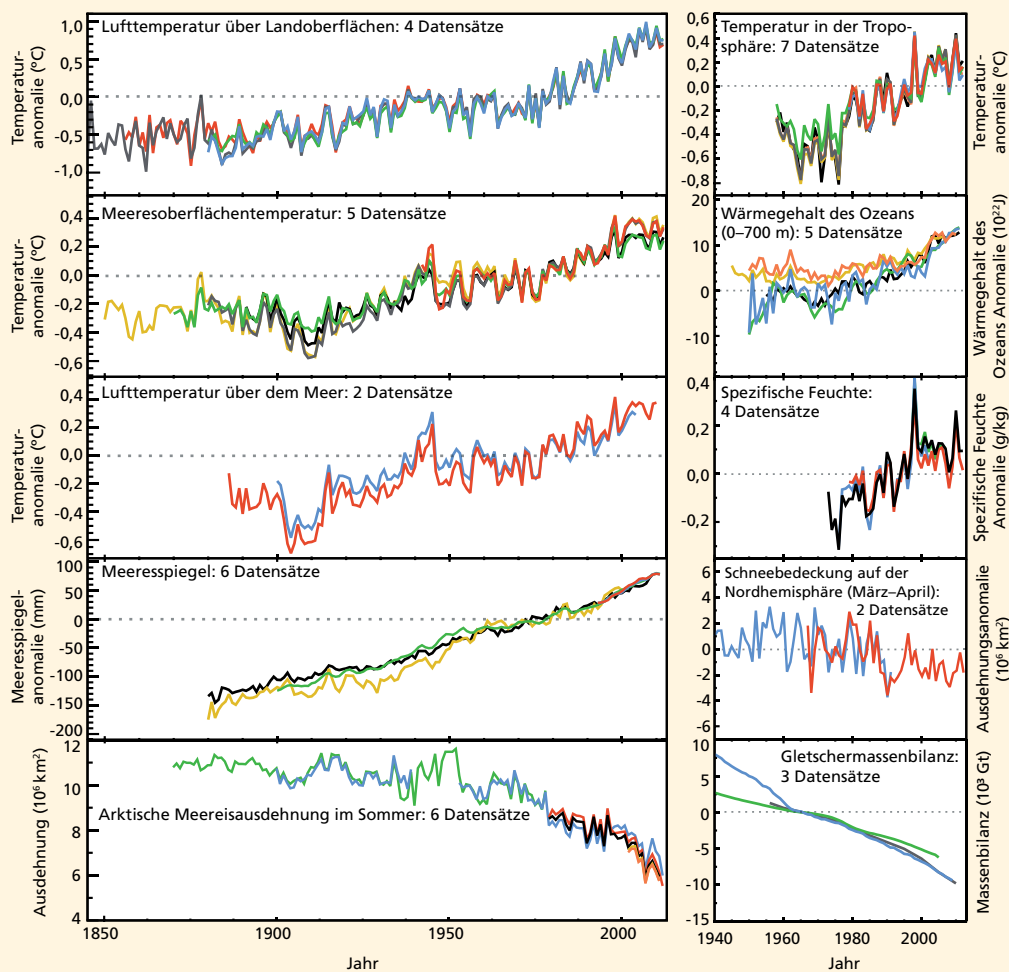 Lufttemperatur über Landoberflächen: 4 Datensätze
Temperatur-
anomalie (°C)
1,0
0,5
0,0
-0,5
-1,0
Meeresoberflächentemperatur: 5 Datensätze
Temperatur-
anomalie (°C)
0,4
0,2
0,0
-0,2
-0,4
-0,6
Lufttemperatur über dem Meer: 2 Datensätze
Temperatur-
anomalie (°C)
0,4
0,2
0,0
0,2
0,4
-0,6
Meeresspiegel: 6 Datensätze
Meeresspiegel-
anomalie (mm)
100
50
0
-50
-100
-150
-200
Arktische Meereisausdehnung im Sommer: 6 Datensätze
Ausdehnung (10⁶ km²)
12
10
8
6
4
1850
1900
1950
2000
Jahr
Temperatur in der Tropo-
sphäre: 7 Datensätze
Temperatur-
anomalie (°C)
0,6
0,4
0,2
0,0
-0,2
-0,4
-0,6
-0,8
Wärmegehalt des Ozeans
(0–700 m): 5 Datensätze
Wärmegehalt des
Ozeans Anomalie (10²²J)
20
10
0
-10
Spezifische Feuchte:
4 Datensätze
Spezifische Feuchte
Anomalie (g/kg)
0,4
0,2
0,0
-0,2
Schneebedeckung auf der
Nordhemisphäre (März–April):
2 Datensätze
Ausdehnungsanomalie
(10⁶ km²)
6
4
2
0
-2
-4
-6
Gletschermassenbilanz:
3 Datensätze
Massenbilanz (10³ Gt)
10
5
0
-5
-10
-15
1940
1960
1980
2000
Jahr